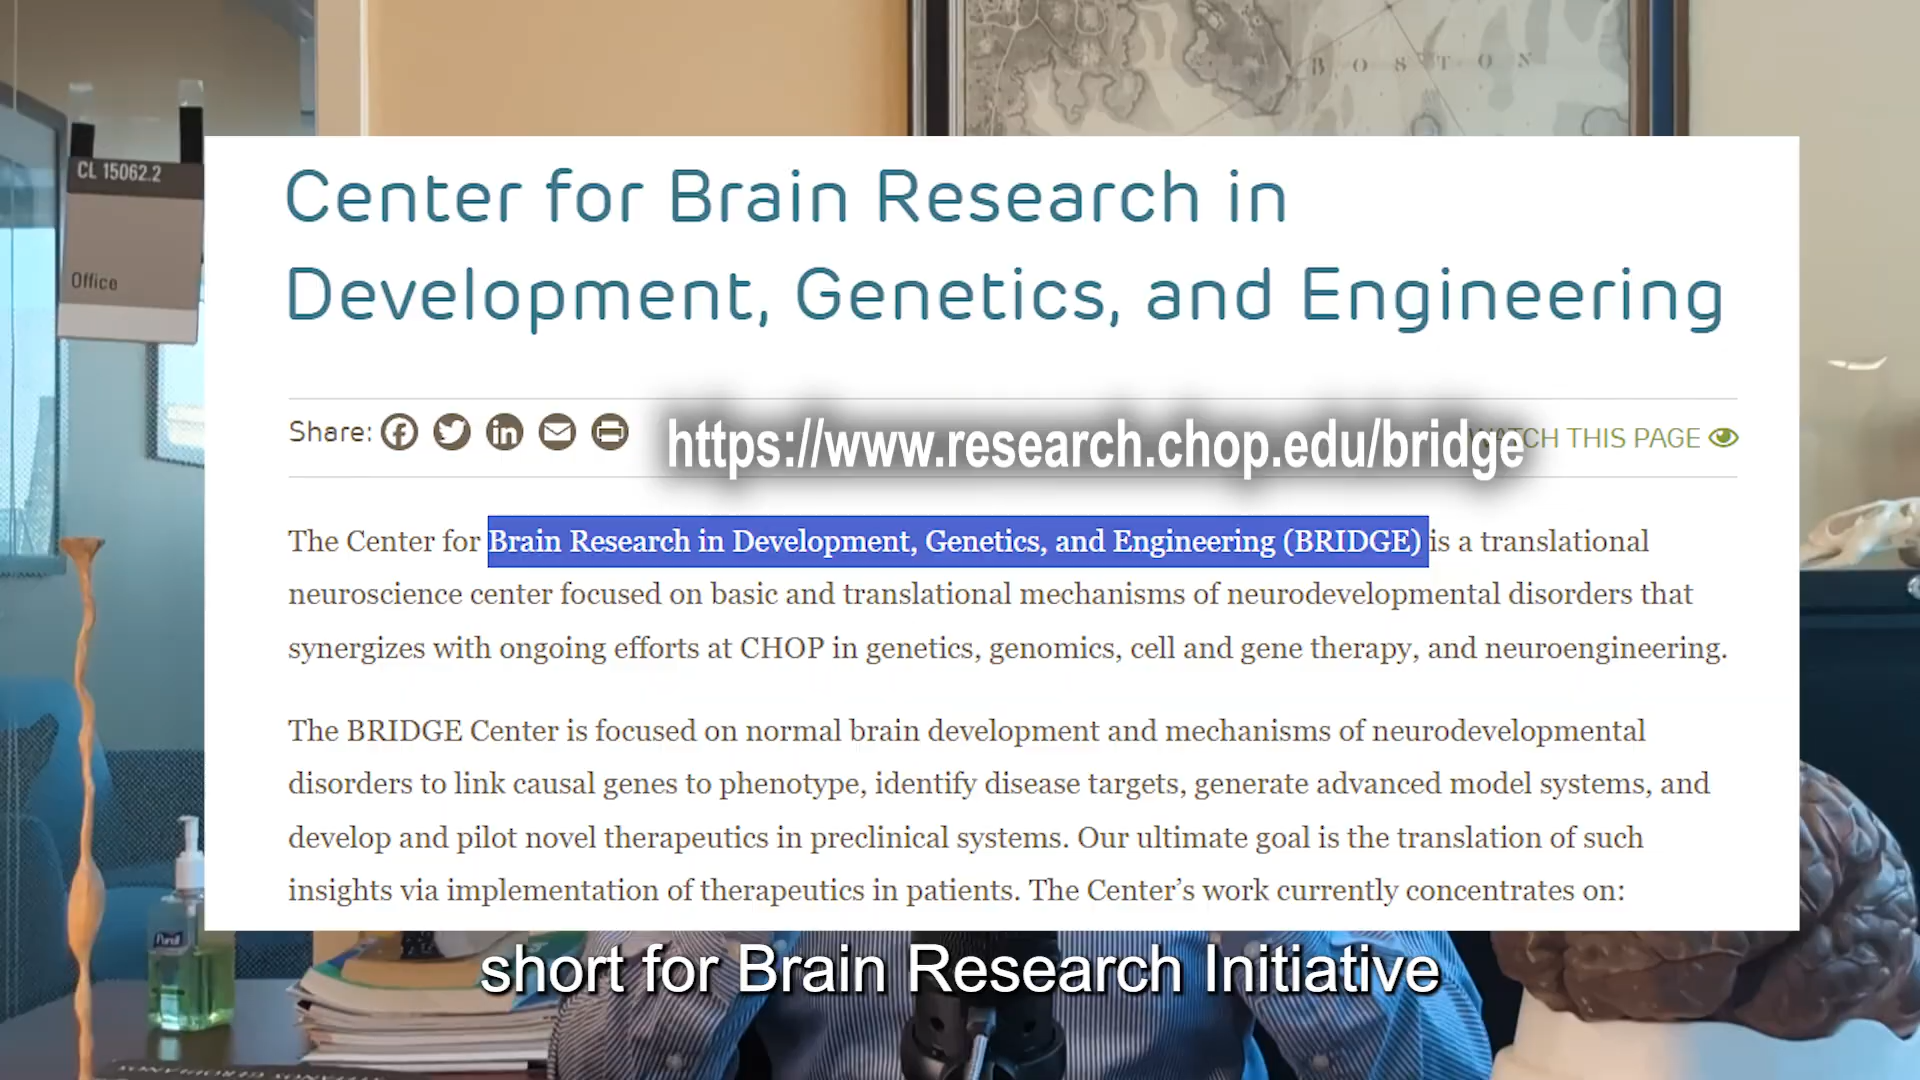 BOSTON
CL 15062.2
Office
Center for Brain Research in
Development, Genetics, and Engineering
Share:
https://www.research.chop.edu/bridge
TCH THIS PAGE
The Center for Brain Research in Development, Genetics, and Engineering (BRIDGE) is a translational
neuroscience center focused on basic and translational mechanisms of neurodevelopmental disorders that
synergizes with ongoing efforts at CHOP in genetics, genomics, cell and gene therapy, and neuroengineering.
The BRIDGE Center is focused on normal brain development and mechanisms of neurodevelopmental
disorders to link causal genes to phenotype, identify disease targets, generate advanced model systems, and
develop and pilot novel therapeutics in preclinical systems. Our ultimate goal is the translation of such
insights via implementation of therapeutics in patients. The Center’s work currently concentrates on:
Purell
short for Brain Research Initiative